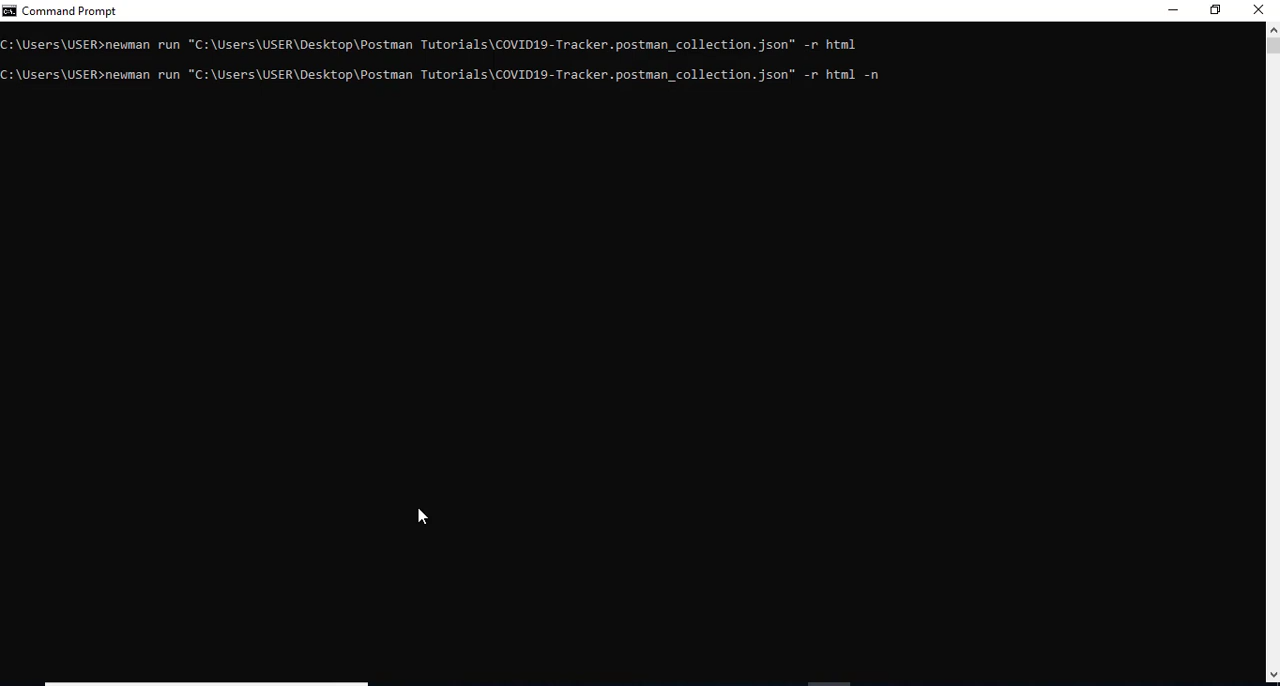 Command Prompt
C:\Users\USER>newman run "C:\Users\USER\Desktop\Postman Tutorials\COVID19-Tracker.postman_collection.json" -r html
C:\Users\USER>newman run "C:\Users\USER\Desktop\Postman Tutorials\COVID19-Tracker.postman_collection.json" -r html -n